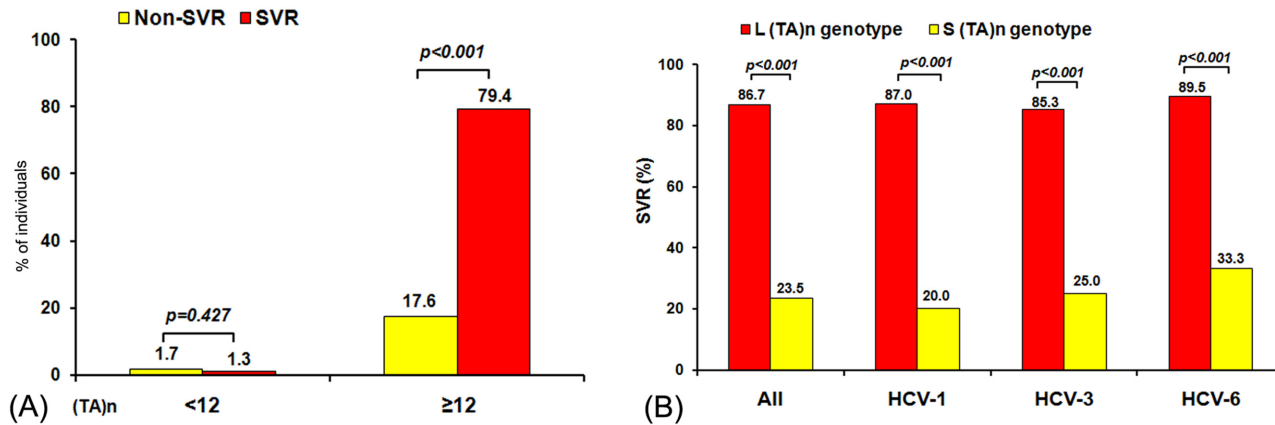 Non-SVR SVR
% of individuals
100
80
60
40
20
0
p<0.001
79.4
17.6
p=0.427
1.7
1.3
(TA)n <12 ≥12
(A)
L (TA)n genotype S (TA)n genotype
SVR (%)
100
80
60
40
20
0
p<0.001 p<0.001 p<0.001 p<0.001
86.7 23.5 87.0 20.0 85.3 25.0 89.5 33.3
All HCV-1 HCV-3 HCV-6
(B)